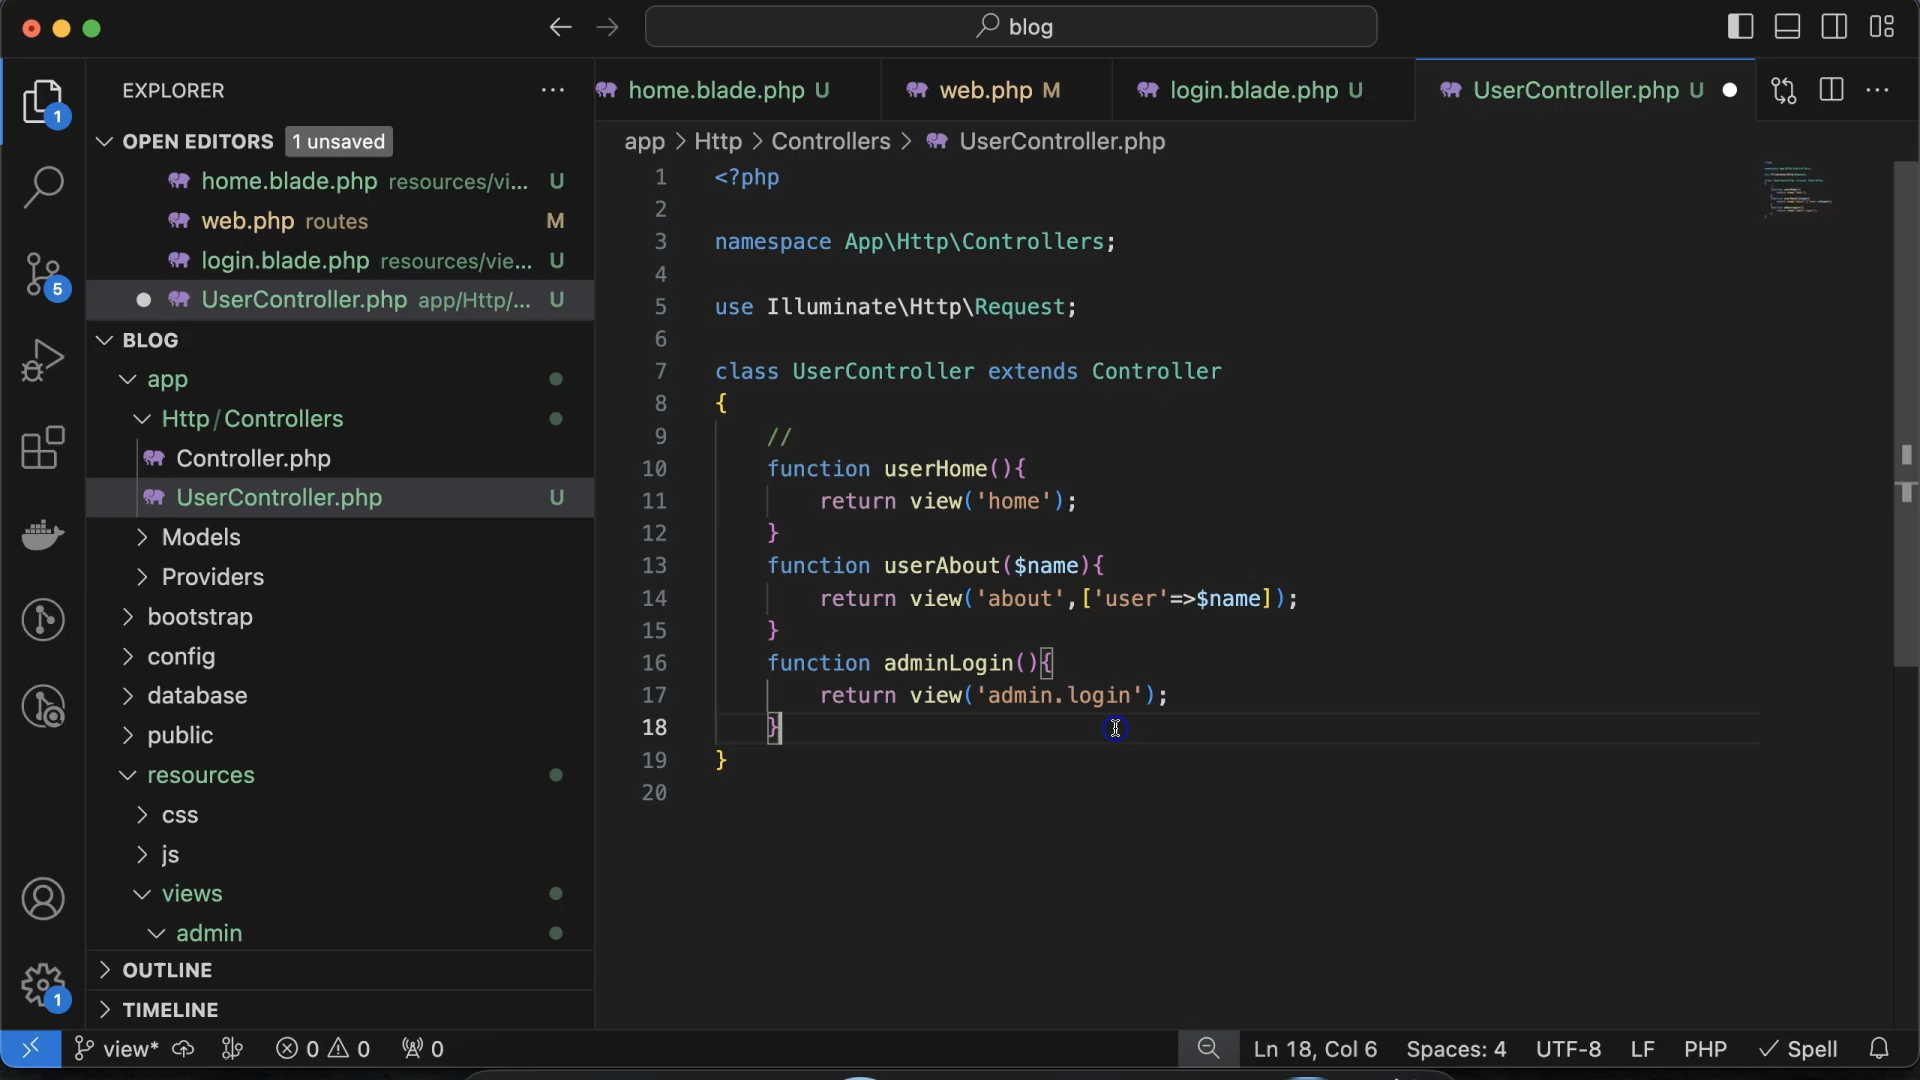 blog
EXPLORER
home.blade.php U
web.php M
login.blade.php U
UserController.php U
OPEN EDITORS 1 unsaved
home.blade.php resources/vi... U
web.php routes M
login.blade.php resources/vie... U
UserController.php app/Http/... U
BLOG
app
Http / Controllers
Controller.php
UserController.php U
Models
Providers
bootstrap
config
database
public
resources
css
js
views
admin
OUTLINE
TIMELINE
1
5
1
app > Http > Controllers > UserController.php
1 <?php
2
3 namespace App\Http\Controllers;
4
5 use Illuminate\Http\Request;
6
7 class UserController extends Controller
8 {
9 //
10 function userHome(){
11 return view('home');
12 }
13 function userAbout($name){
14 return view('about',['user'=>$name]);
15 }
16 function adminLogin(){
17 return view('admin.login');
18 }
19 }
20
view* 0 0 0 Ln 18, Col 6 Spaces: 4 UTF-8 LF PHP Spell